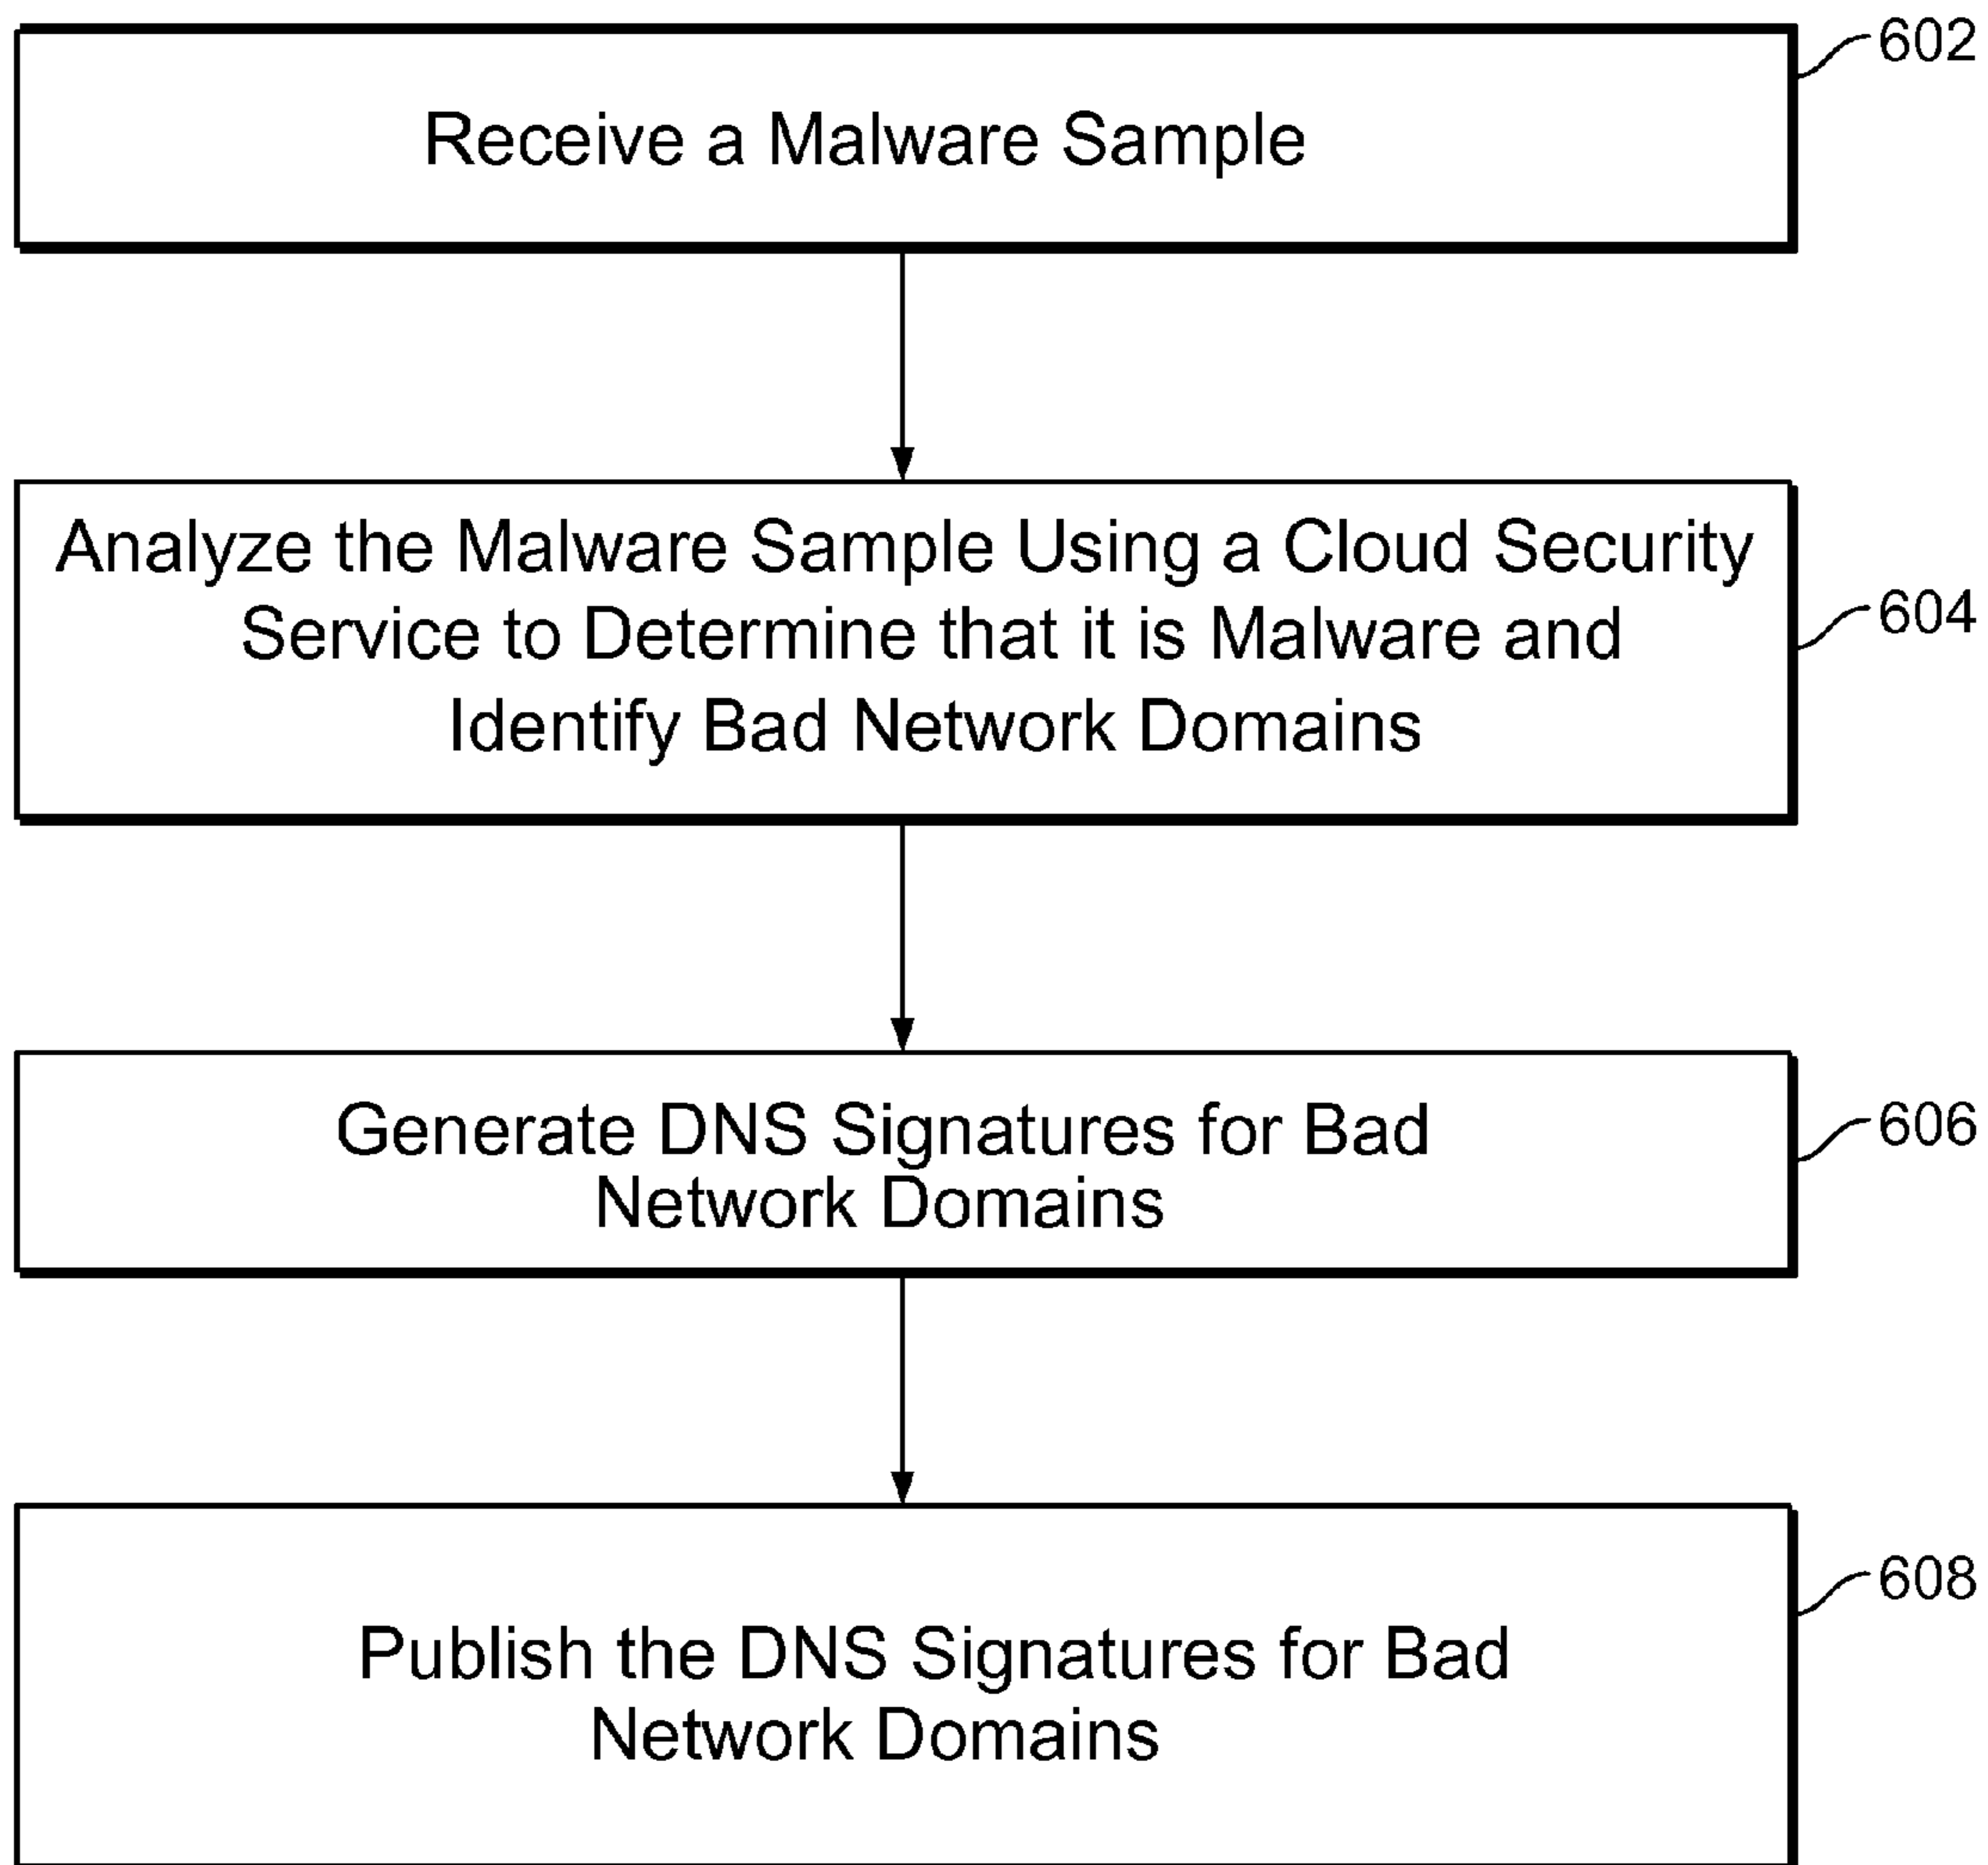 602
Receive a Malware Sample
Analyze the Malware Sample Using a Cloud Security
Service to Determine that it is Malware and
Identify Bad Network Domains
604
Generate DNS Signatures for Bad
Network Domains
606
Publish the DNS Signatures for Bad
Network Domains
608